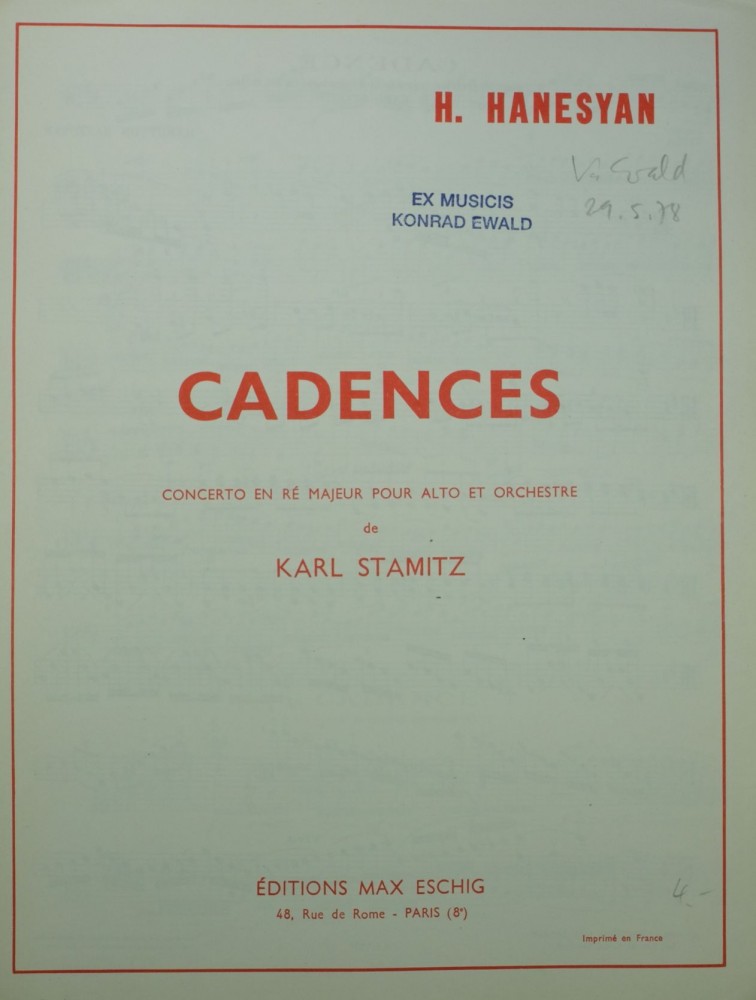 H. HANESYAN
Ewald
29.5.78
EX MUSICIS
KONRAD EWALD
CADENCES
CONCERTO EN RÉ MAJEUR POUR ALTO ET ORCHESTRE
de
KARL STAMITZ
ÉDITIONS MAX ESCHIG
48, Rue de Rome - PARIS (8e)
4.-
Imprimé en France